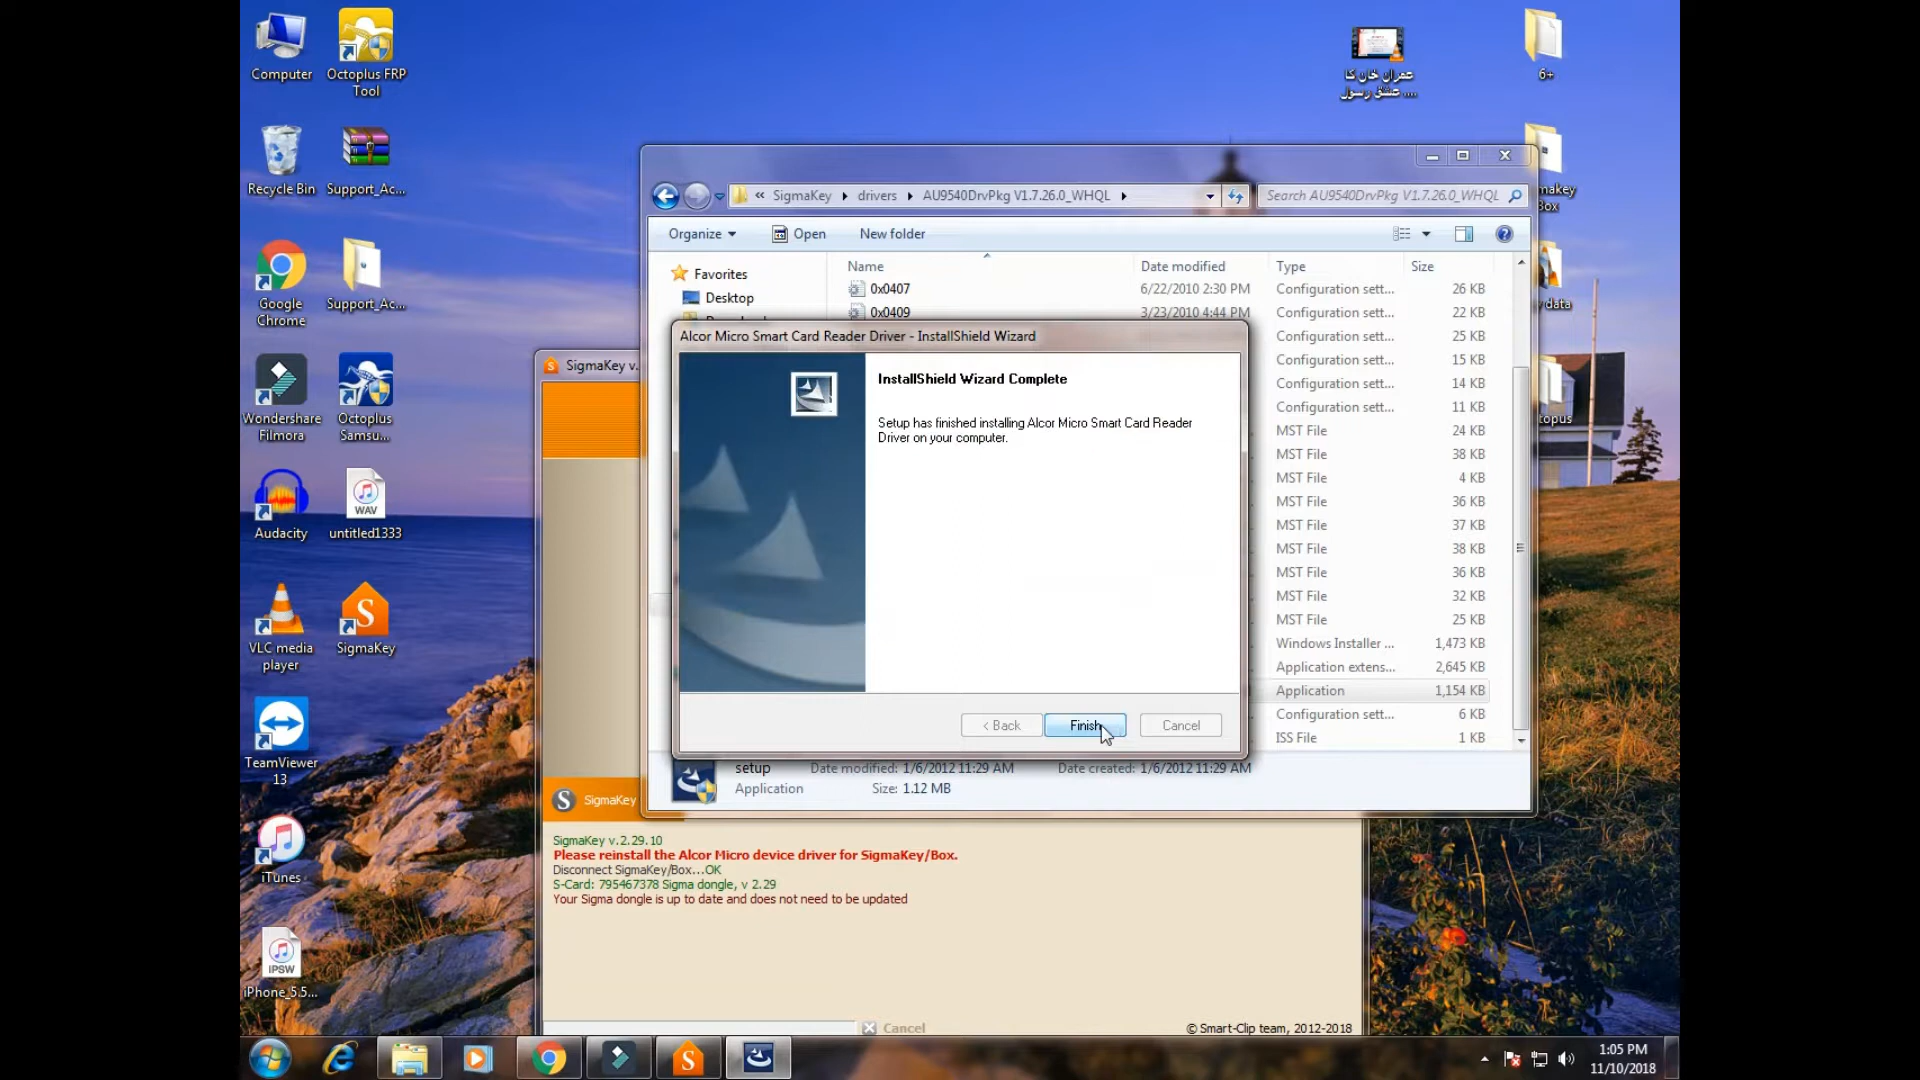 Computer
Octoplus FRP
Tool
Recycle Bin
Support_Ac...
Google
Chrome
Support_Ac...
Wondershare
Filmora
Octoplus
Samsu...
Audacity
WAV
untitled1333
VLC media
player
S
SigmaKey
TeamViewer
13
iTunes
IPSW
iPhone_5.5...
عمران خان کا
عشق رسول ....
6+
makey
Box
data
topus
« SigmaKey
drivers
AU9540DrvPkg V1.7.26.0_WHQL
Search AU9540DrvPkg V1.7.26.0_WHQL
Organize
Open
New folder
Favorites
Desktop
Name
Date modified
Type
Size
0x0407
6/22/2010 2:30 PM
Configuration sett...
26 KB
0x0409
3/23/2010 4:44 PM
Configuration sett...
22 KB
Configuration sett...
25 KB
Configuration sett...
15 KB
Configuration sett...
14 KB
Configuration sett...
11 KB
MST File
24 KB
MST File
38 KB
MST File
4 KB
MST File
36 KB
MST File
37 KB
MST File
38 KB
MST File
36 KB
MST File
32 KB
MST File
25 KB
Windows Installer ...
1,473 KB
Application extens...
2,645 KB
Application
1,154 KB
Configuration sett...
6 KB
ISS File
1 KB
Alcor Micro Smart Card Reader Driver - InstallShield Wizard
InstallShield Wizard Complete
Setup has finished installing Alcor Micro Smart Card Reader
Driver on your computer.
< Back
Finish
Cancel
setup
Date modified: 1/6/2012 11:29 AM
Date created: 1/6/2012 11:29 AM
Application
Size: 1.12 MB
S SigmaKey v.
S SigmaKey
SigmaKey v.2.29.10
Please reinstall the Alcor Micro device driver for SigmaKey/Box.
Disconnect SigmaKey/Box...OK
S-Card: 795467378 Sigma dongle, v 2.29
Your Sigma dongle is up to date and does not need to be updated
Cancel
© Smart-Clip team, 2012-2018
S
1:05 PM
11/10/2018